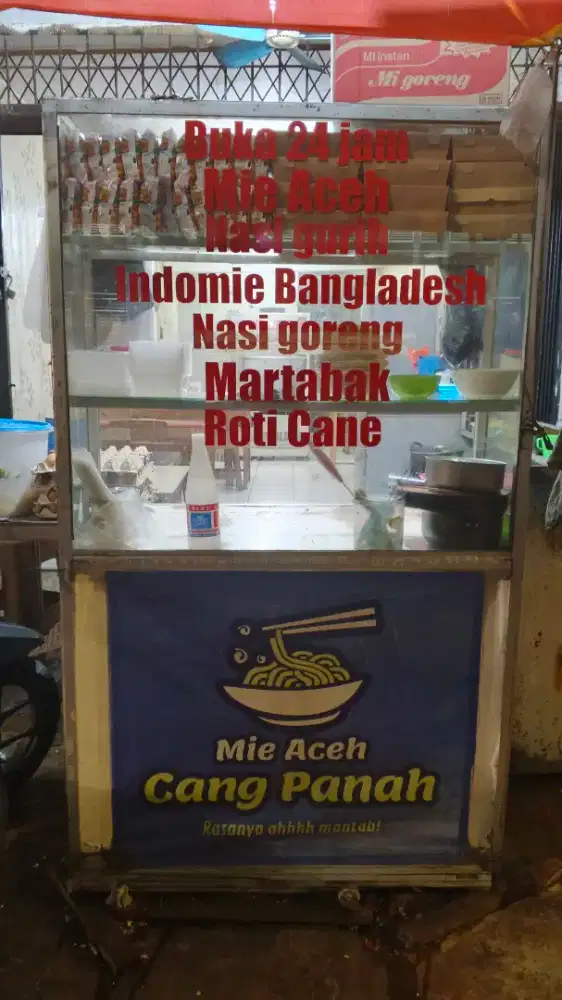 Mi Instan
Mi goreng
Buka 24 jam
Mie Aceh
Nasi gurih
Indomie Bangladesh
Nasi goreng
Martabak
Roti Cane
Mie Aceh
Cang Panah
Rasanya ahhhh mantab!